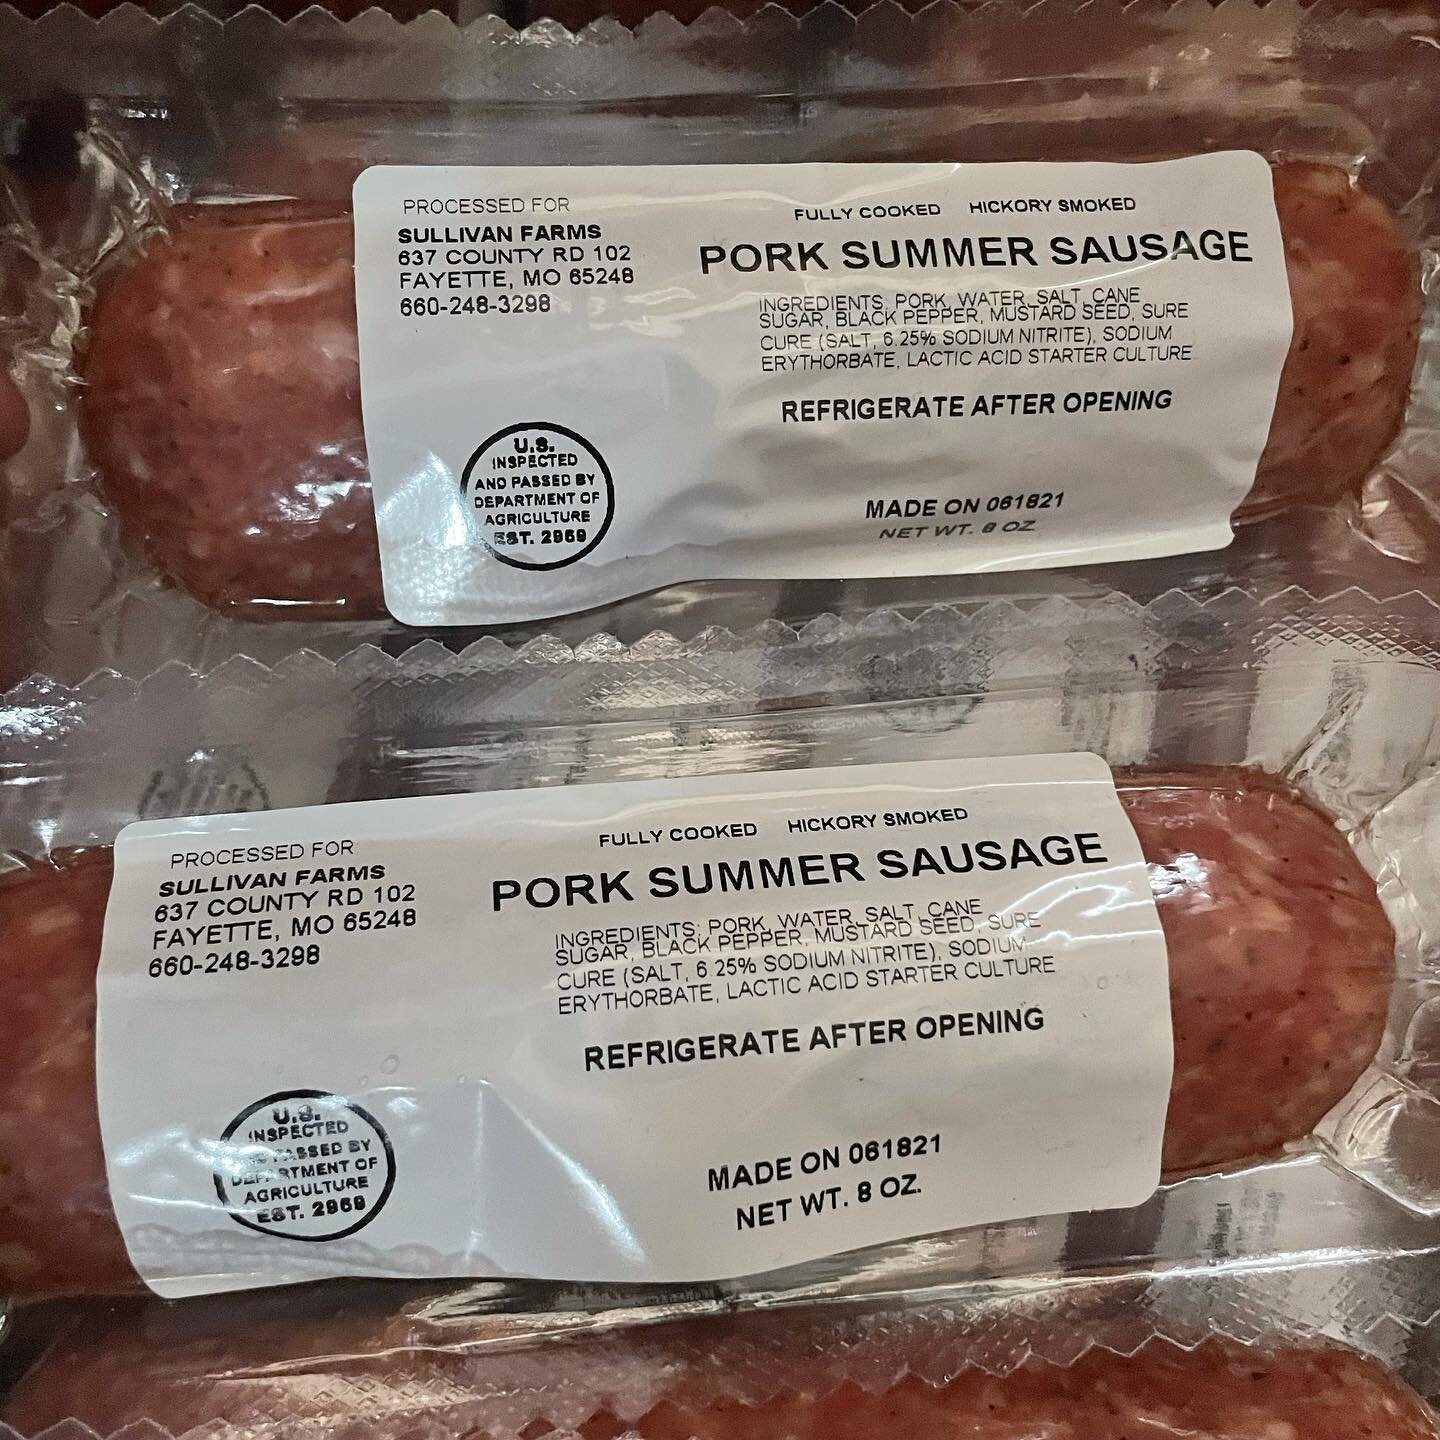 PROCESSED FOR
SULLIVAN FARMS
637 COUNTY RD 102
FAYETTE, MO 65248
660-248-3298
FULLY COOKED HICKORY SMOKED
PORK SUMMER SAUSAGE
INGREDIENTS: PORK, WATER, SALT, CANE
SUGAR, BLACK PEPPER, MUSTARD SEED, SURE
CURE (SALT, 6.25% SODIUM NITRITE), SODIUM
ERYTHORBATE, LACTIC ACID STARTER CULTURE
REFRIGERATE AFTER OPENING
U.S.
INSPECTED
AND PASSED BY
DEPARTMENT OF
AGRICULTURE
EST. 2969
MADE ON 061821
NET WT. 8 OZ
PROCESSED FOR
SULLIVAN FARMS
637 COUNTY RD 102
FAYETTE, MO 65248
660-248-3298
FULLY COOKED HICKORY SMOKED
PORK SUMMER SAUSAGE
INGREDIENTS: PORK, WATER, SALT, CANE
SUGAR, BLACK PEPPER, MUSTARD SEED, SURE
CURE (SALT, 6.25% SODIUM NITRITE), SODIUM
ERYTHORBATE, LACTIC ACID STARTER CULTURE
REFRIGERATE AFTER OPENING
U.S.
INSPECTED
PASSED BY
DEPARTMENT OF
AGRICULTURE
EST. 2969
MADE ON 061821
NET WT. 8 OZ.